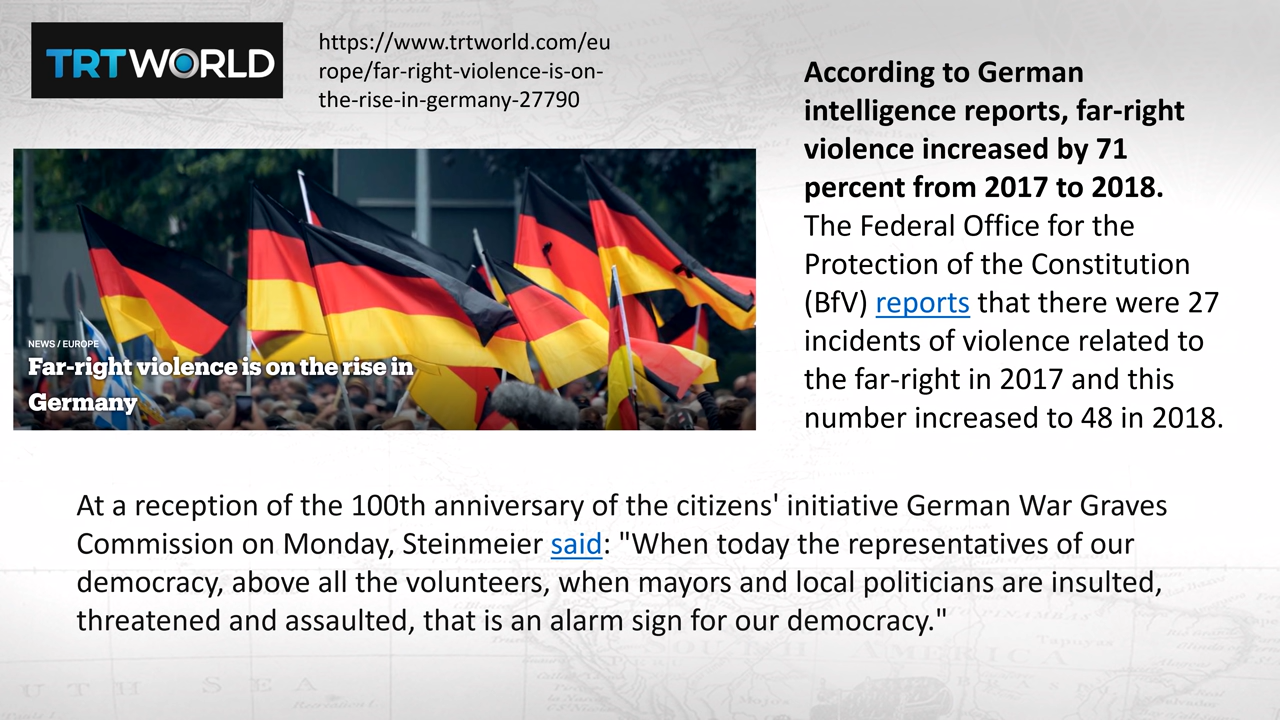 TRTWORLD
https://www.trtworld.com/eu
rope/far-right-violence-is-on-
the-rise-in-germany-27790
NEWS / EUROPE
Far-right violence is on the rise in
Germany
According to German
intelligence reports, far-right
violence increased by 71
percent from 2017 to 2018.
The Federal Office for the
Protection of the Constitution
(BfV) reports that there were 27
incidents of violence related to
the far-right in 2017 and this
number increased to 48 in 2018.
At a reception of the 100th anniversary of the citizens' initiative German War Graves
Commission on Monday, Steinmeier said: "When today the representatives of our
democracy, above all the volunteers, when mayors and local politicians are insulted,
threatened and assaulted, that is an alarm sign for our democracy."
SOUTH AMERICA
UTH SEA